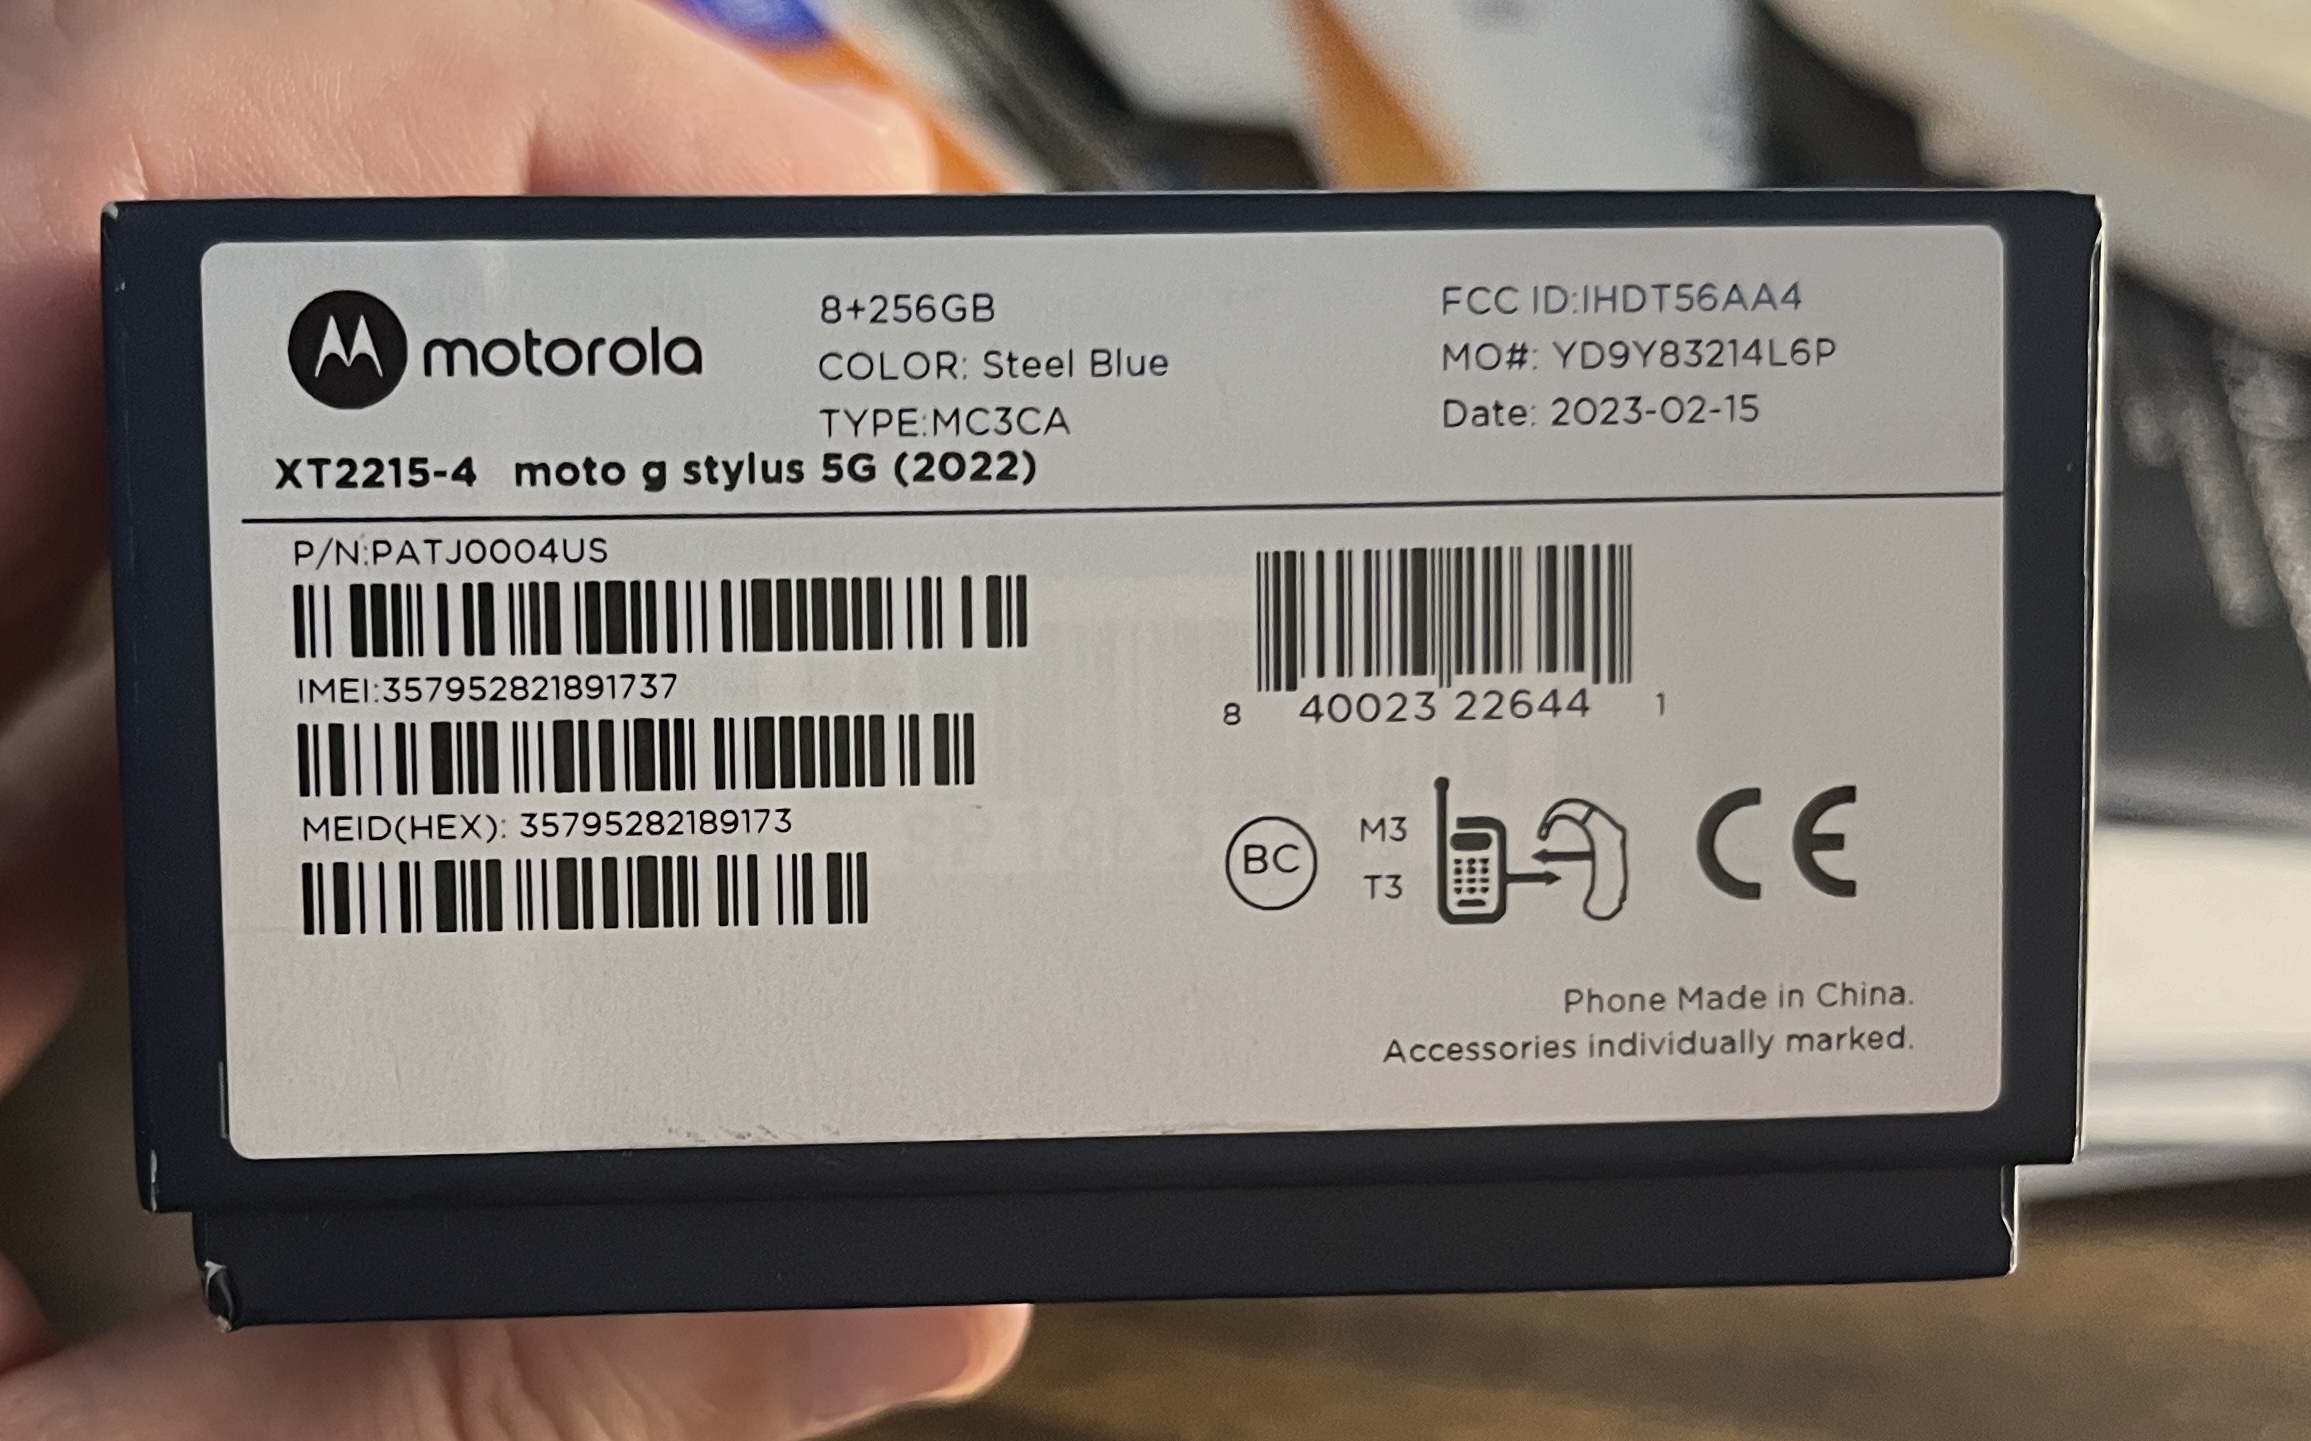 motorola
8+256GB
COLOR: Steel Blue
TYPE:MC3CA
FCC ID:IHDT56AA4
MO#: YD9Y83214L6P
Date: 2023-02-15
XT2215-4 moto g stylus 5G (2022)
P/N:PATJ0004US
IMEI:357952821891737
MEID(HEX): 35795282189173
8 40023 22644 1
BC
M3
T3
CE
Phone Made in China.
Accessories individually marked.